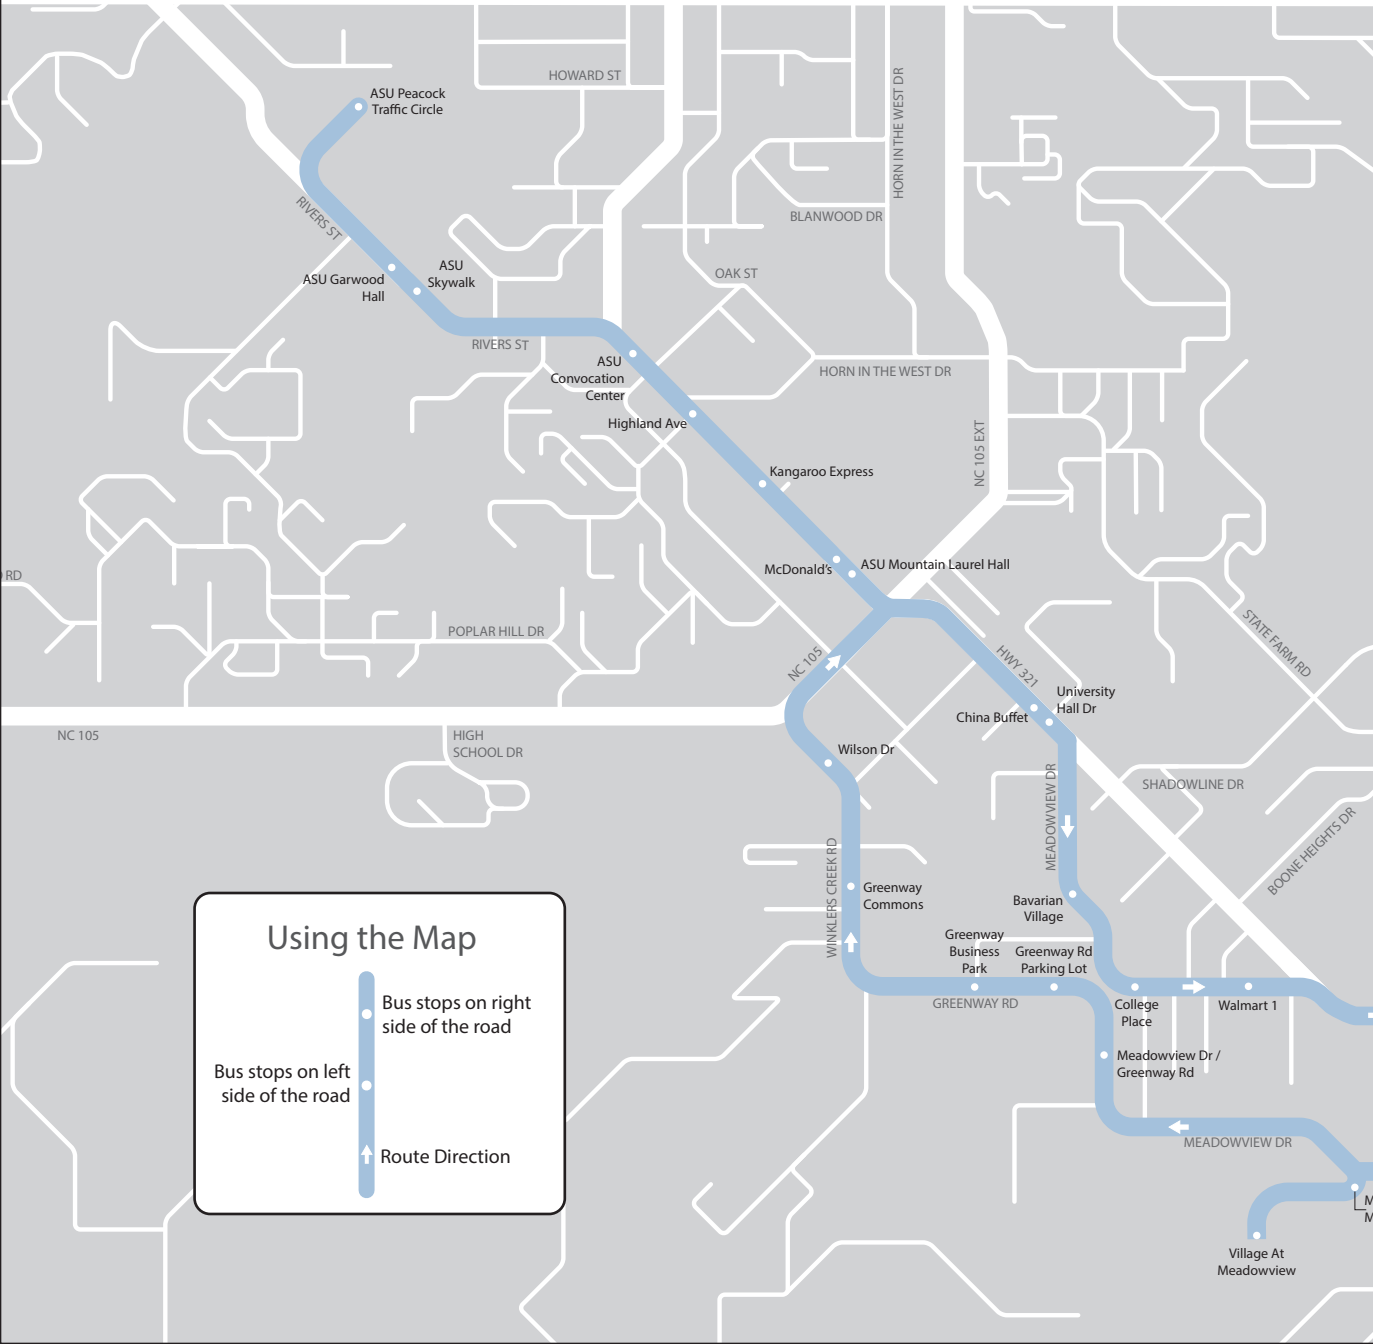 HOWARD ST
ASU Peacock
Traffic Circle
HORN IN THE WEST DR
RIVERS ST
BLANWOOD DR
ASU
Skywalk
ASU Garwood
Hall
OAK ST
RIVERS ST
ASU
Convocation
Center
HORN IN THE WEST DR
Highland Ave
NC 105 EXT
Kangaroo Express
McDonald's
ASU Mountain Laurel Hall
RD
POPLAR HILL DR
STATE FARM RD
NC 105
HWY 321
University
Hall Dr
China Buffet
NC 105
HIGH
SCHOOL DR
Wilson Dr
MEADOWVIEW DR
SHADOWLINE DR
BOONE HEIGHTS DR
WINKLERS CREEK RD
Greenway
Commons
Bavarian
Village
Greenway
Business
Park
Greenway Rd
Parking Lot
GREENWAY RD
College
Place
Walmart 1
Meadowview Dr /
Greenway Rd
MEADOWVIEW DR
M
M
Village At
Meadowview
Using the Map
Bus stops on right
side of the road
Bus stops on left
side of the road
Route Direction